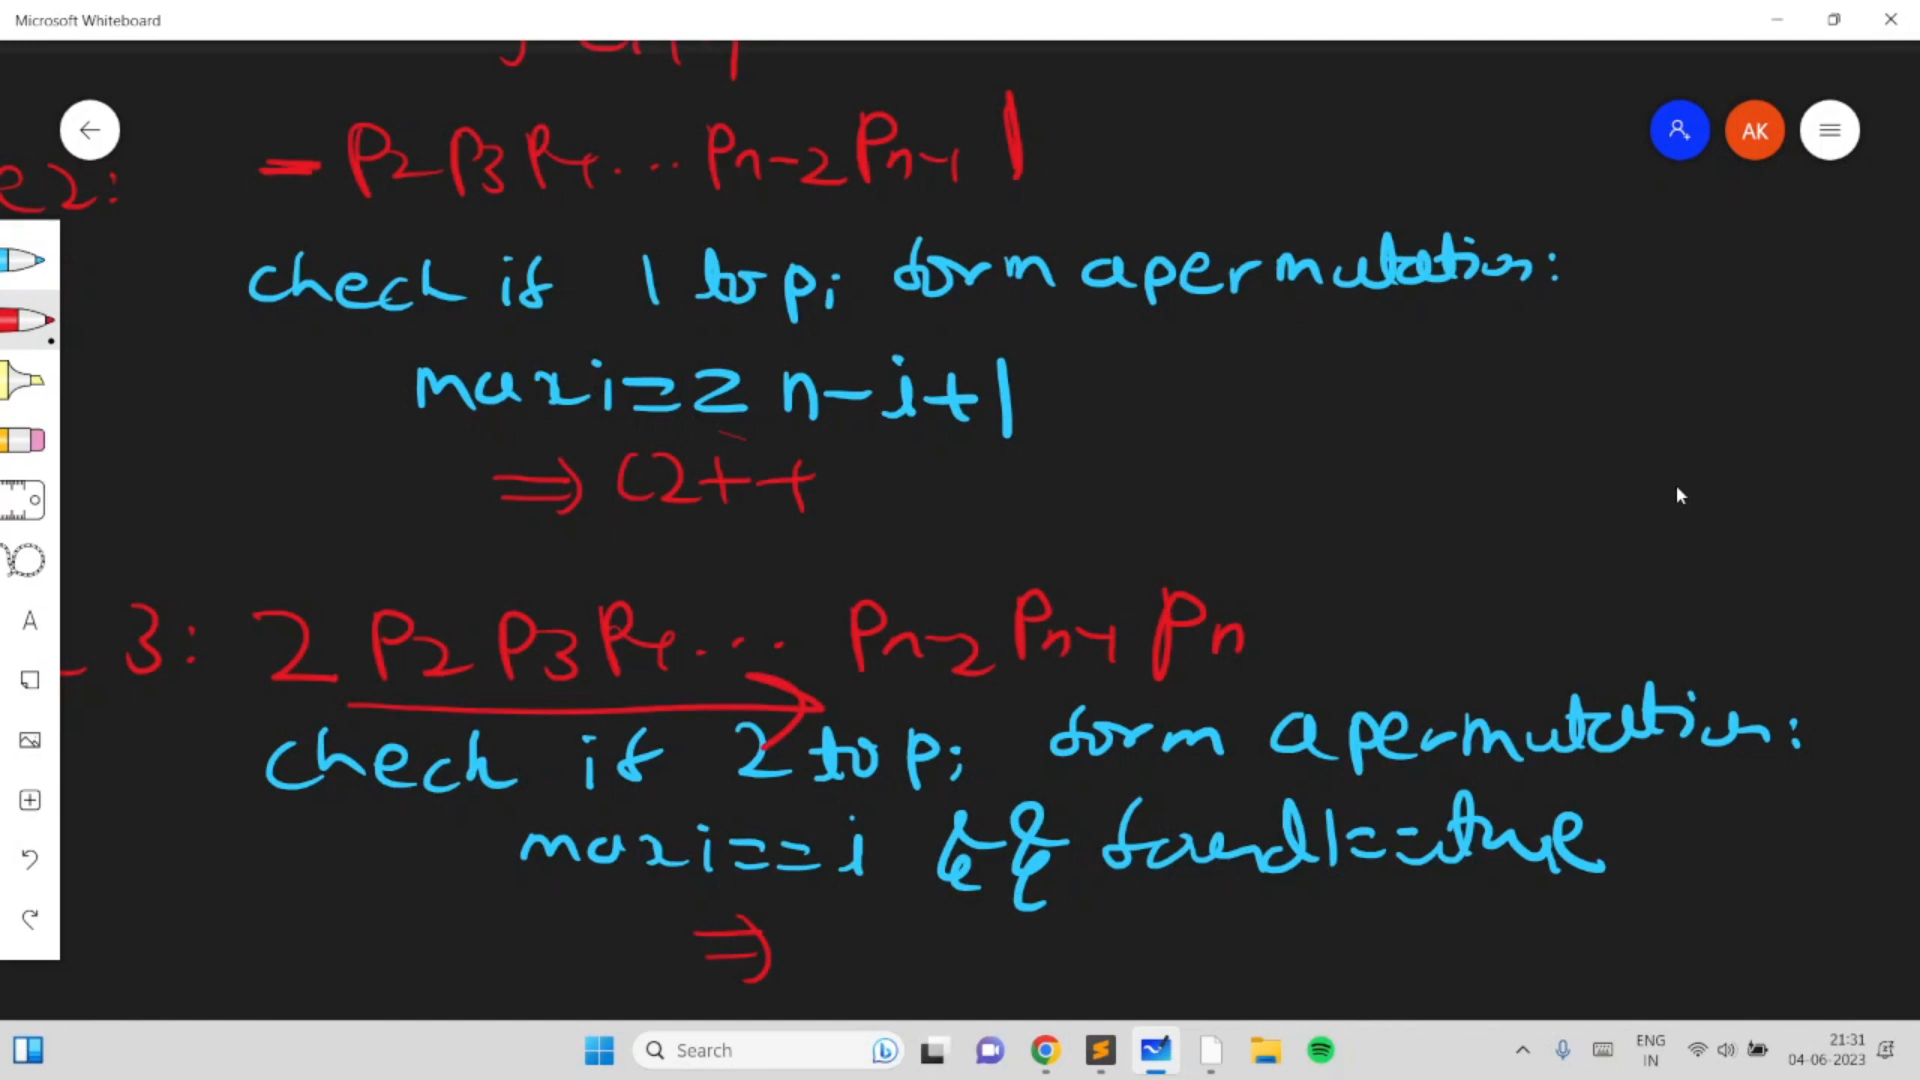 Microsoft Whiteboard
AK
e2: - P2 P3 P4 ... Pn-2 Pn-1 1
check if 1 to pi form a permutation:
maxi == n-i+1
⇒ C2++
3: 2 P2 P3 P4 ... Pn-2 Pn-1 Pn
check if 2 to pi form a permutation:
maxi == i && found1 == true
⇒
A
Search
ENG
IN
21:31
04-06-2023